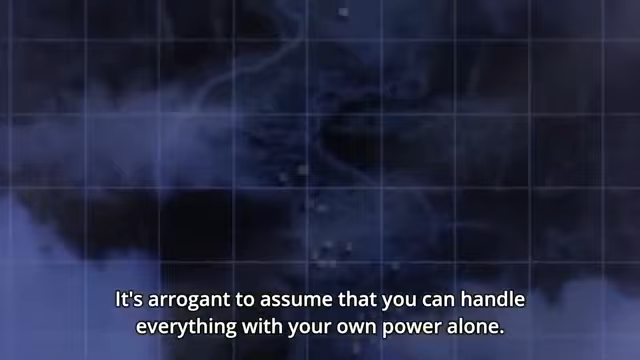 It's arrogant to assume that you can handle
everything with your own power alone.